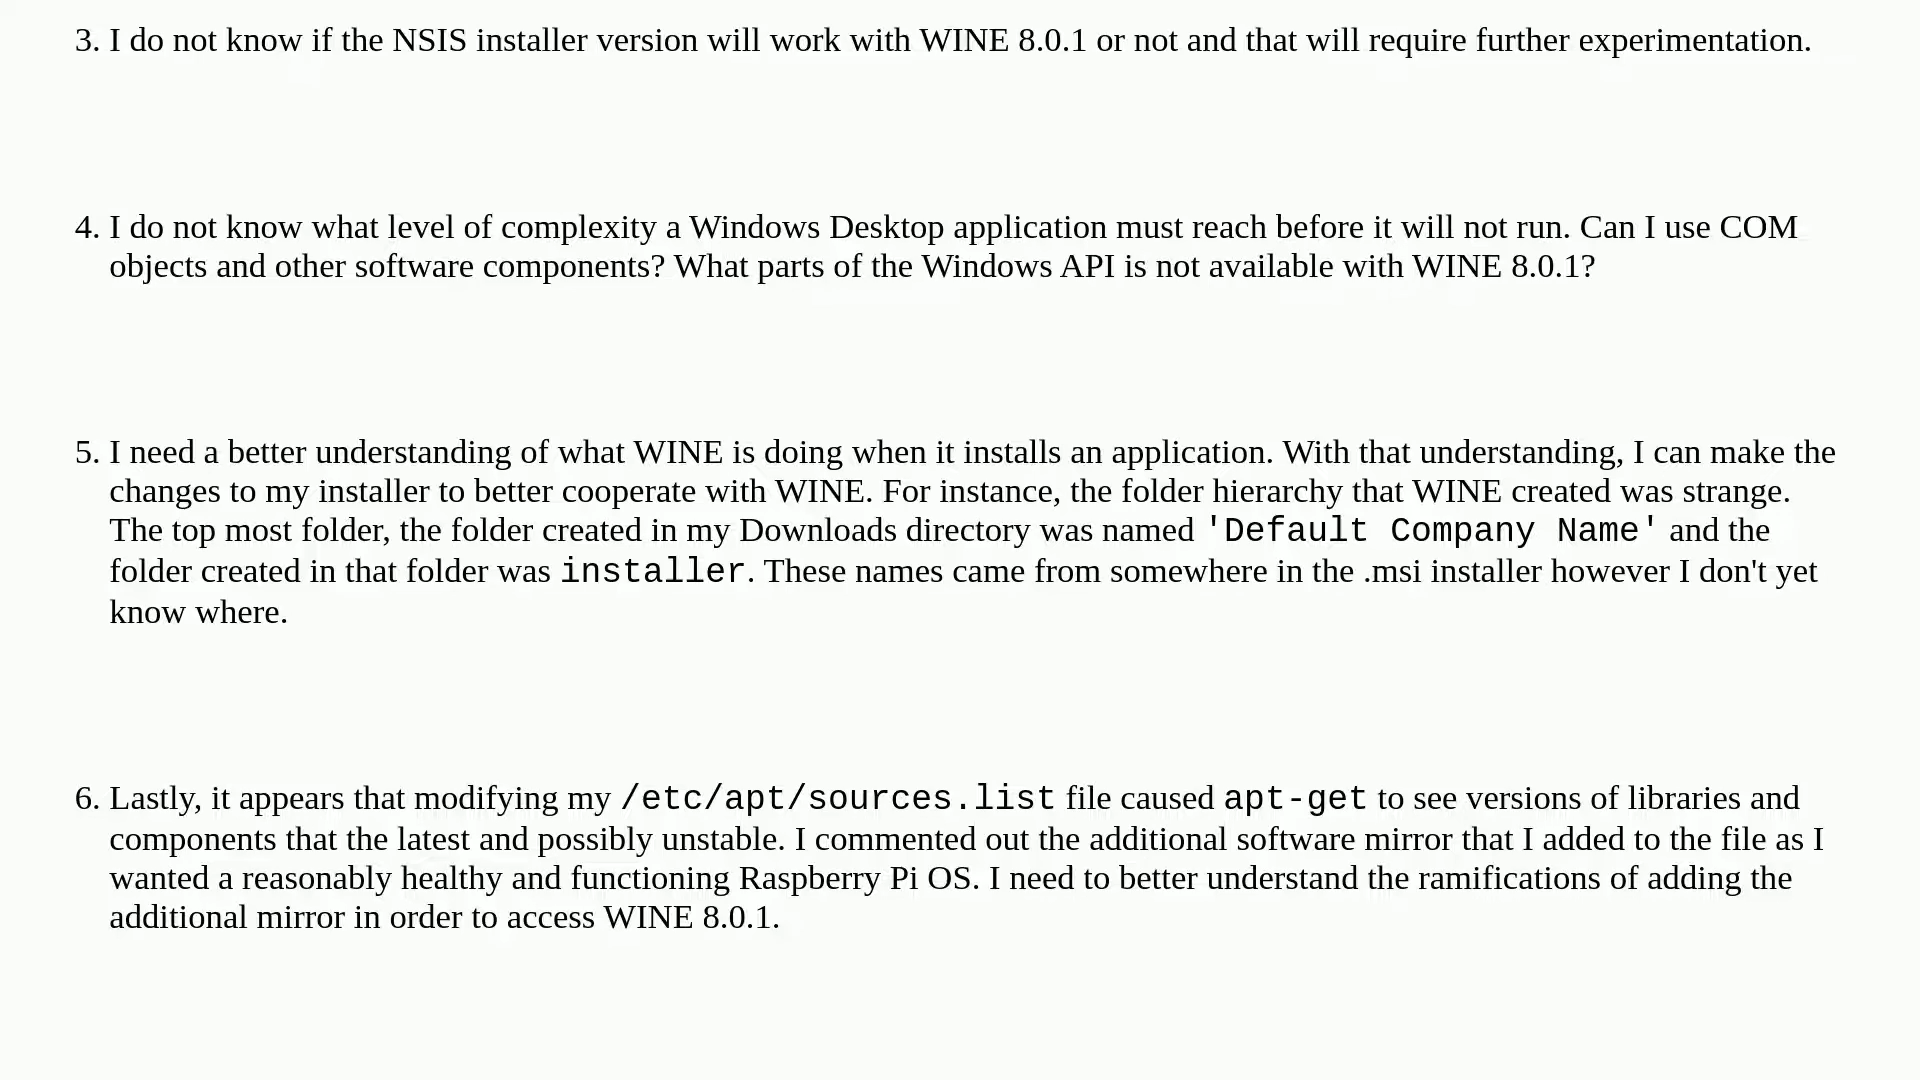 3. I do not know if the NSIS installer version will work with WINE 8.0.1 or not and that will require further experimentation.
4. I do not know what level of complexity a Windows Desktop application must reach before it will not run. Can I use COM
objects and other software components? What parts of the Windows API is not available with WINE 8.0.1?
5. I need a better understanding of what WINE is doing when it installs an application. With that understanding, I can make the
changes to my installer to better cooperate with WINE. For instance, the folder hierarchy that WINE created was strange.
The top most folder, the folder created in my Downloads directory was named 'Default Company Name' and the
folder created in that folder was installer. These names came from somewhere in the .msi installer however I don't yet
know where.
6. Lastly, it appears that modifying my /etc/apt/sources.list file caused apt-get to see versions of libraries and
components that the latest and possibly unstable. I commented out the additional software mirror that I added to the file as I
wanted a reasonably healthy and functioning Raspberry Pi OS. I need to better understand the ramifications of adding the
additional mirror in order to access WINE 8.0.1.